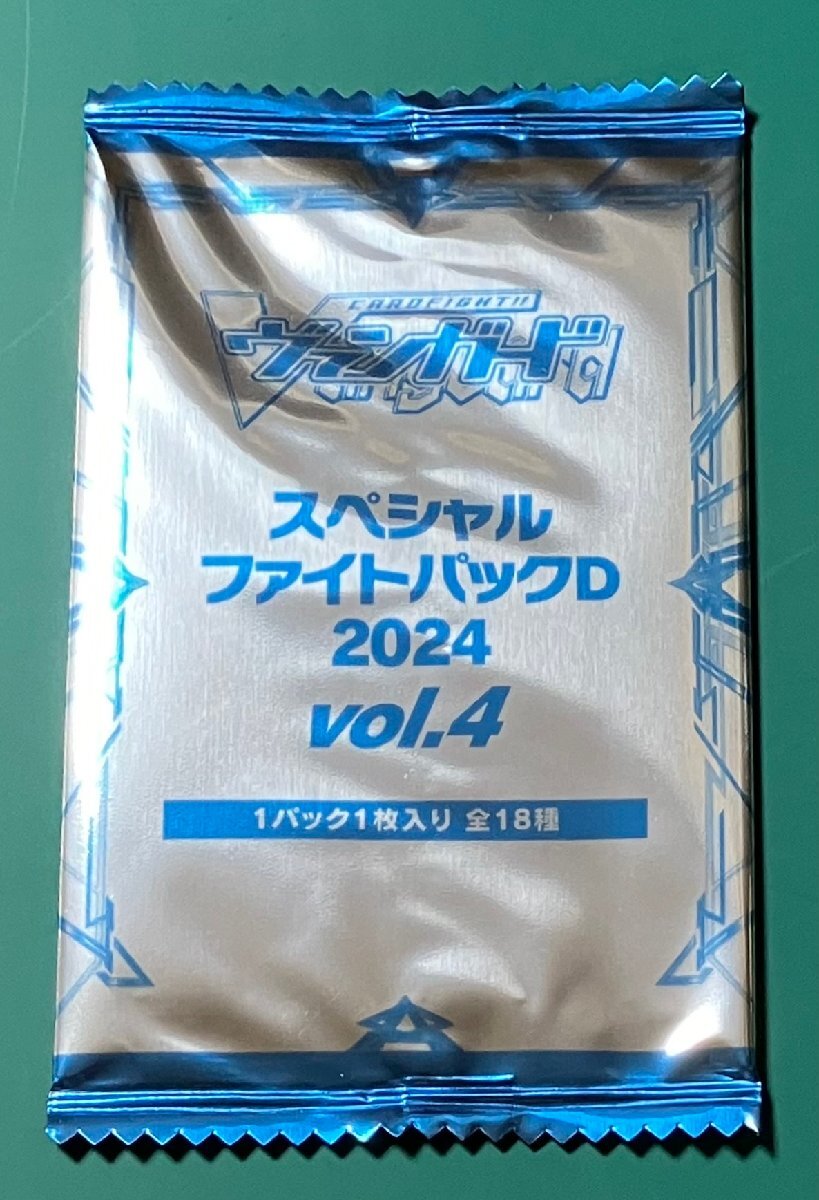 CARDFIGHT!!
ヴァンガード
Vanguard
スペシャル
ファイトパックD
2024
vol.4
1パック1枚入り 全18種